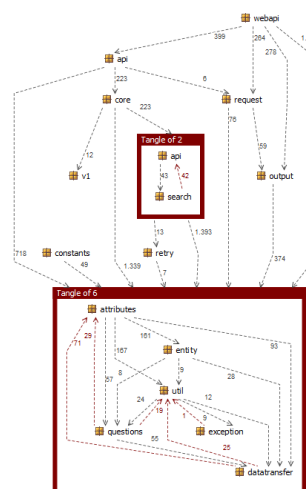 webapi
399
264
278
1.
api
223
6
core
request
223
76
Tangle of 2
api
12
59
43
42
v1
output
search
13
1.393
constants
retry
718
49
1.339
7
374
Tangle of 6
attributes
29
71
161
167
93
entity
57
8
9
28
util
24
12
19
1
9
questions
exception
55
25
datatransfer